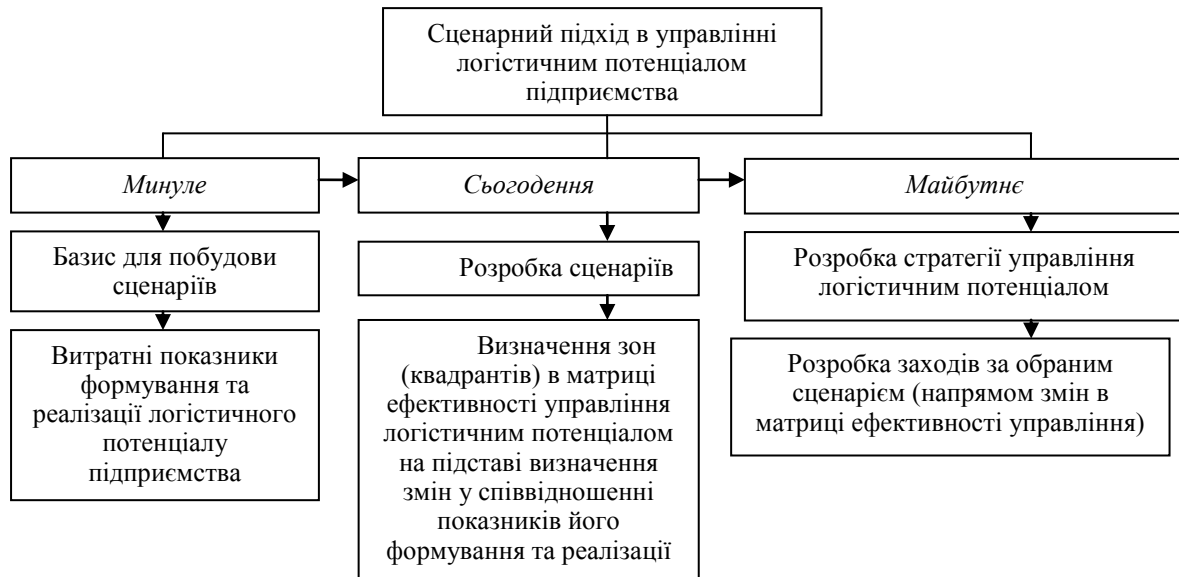 Сценарний підхід в управлінні
логістичним потенціалом
підприємства
Минуле
Сьогодення
Майбутнє
Базис для побудови
сценаріїв
Розробка сценаріїв
Розробка стратегії управління
логістичним потенціалом
Витратні показники
формування та
реалізації логістичного
потенціалу
підприємства
Визначення зон
(квадрантів) в матриці
ефективності управління
логістичним потенціалом
на підставі визначення
змін у співвідношенні
показників його
формування та реалізації
Розробка заходів за обраним
сценарієм (напрямом змін в
матриці ефективності управління)